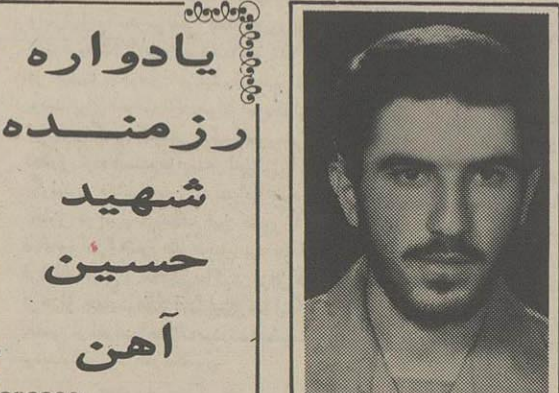 یادواره
رزمنده
شهید
حسین
آهن